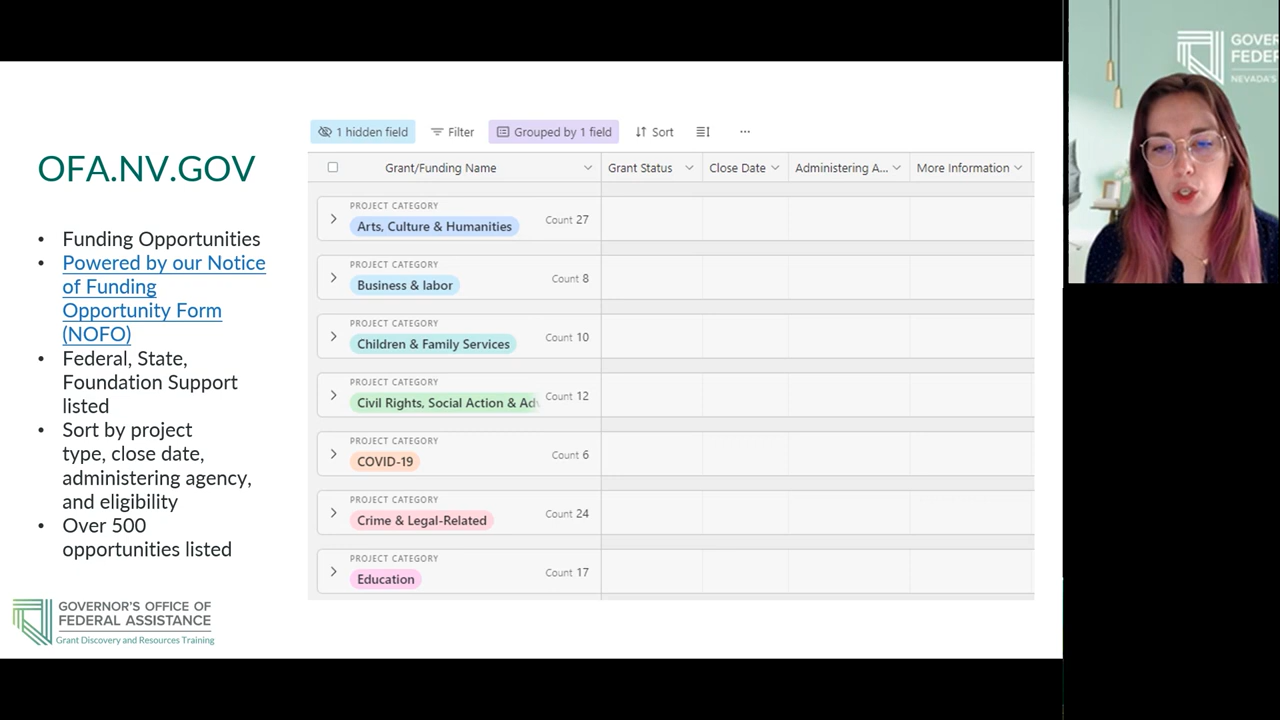 OFA.NV.GOV
• Funding Opportunities
• Powered by our Notice
of Funding
Opportunity Form
(NOFO)
• Federal, State,
Foundation Support
listed
• Sort by project
type, close date,
administering agency,
and eligibility
• Over 500
opportunities listed
GOVERNOR'S OFFICE OF
FEDERAL ASSISTANCE
Grant Discovery and Resources Training
1 hidden field Filter Grouped by 1 field Sort ...
Grant/Funding Name Grant Status Close Date Administering A... More Information
PROJECT CATEGORY
Arts, Culture & Humanities Count 27
PROJECT CATEGORY
Business & labor Count 8
PROJECT CATEGORY
Children & Family Services Count 10
PROJECT CATEGORY
Civil Rights, Social Action & Adv Count 12
PROJECT CATEGORY
COVID-19 Count 6
PROJECT CATEGORY
Crime & Legal-Related Count 24
PROJECT CATEGORY
Education Count 17
GOVER
FEDER
NEVADA'S